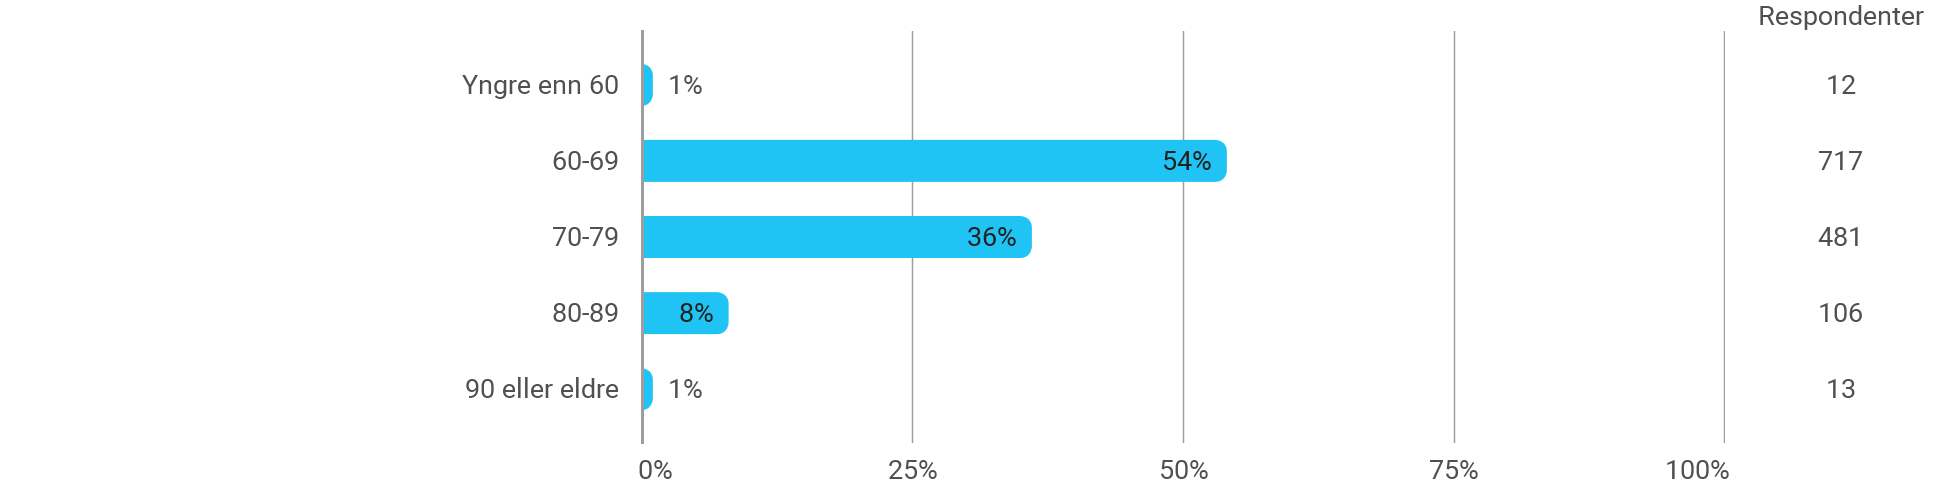 Respondenter
Yngre enn 60 1% 12
60-69 54% 717
70-79 36% 481
80-89 8% 106
90 eller eldre 1% 13
0% 25% 50% 75% 100%